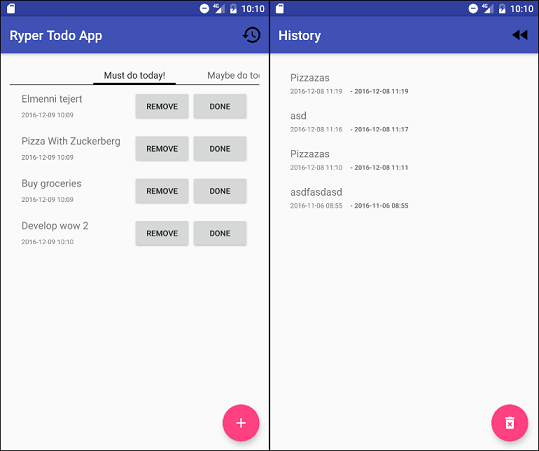 4G 10:10
Ryper Todo App
Must do today! Maybe do too
Elmenni tejert
2016-12-09 10:09
REMOVE DONE
Pizza With Zuckerberg
2016-12-09 10:09
REMOVE DONE
Buy groceries
2016-12-09 10:09
REMOVE DONE
Develop wow 2
2016-12-09 10:10
REMOVE DONE
4G 10:10
History
Pizzazas
2016-12-08 11:19 - 2016-12-08 11:19
asd
2016-12-08 11:16 - 2016-12-08 11:17
Pizzazas
2016-12-08 11:10 - 2016-12-08 11:11
asdfasdasd
2016-11-06 08:55 - 2016-11-06 08:55